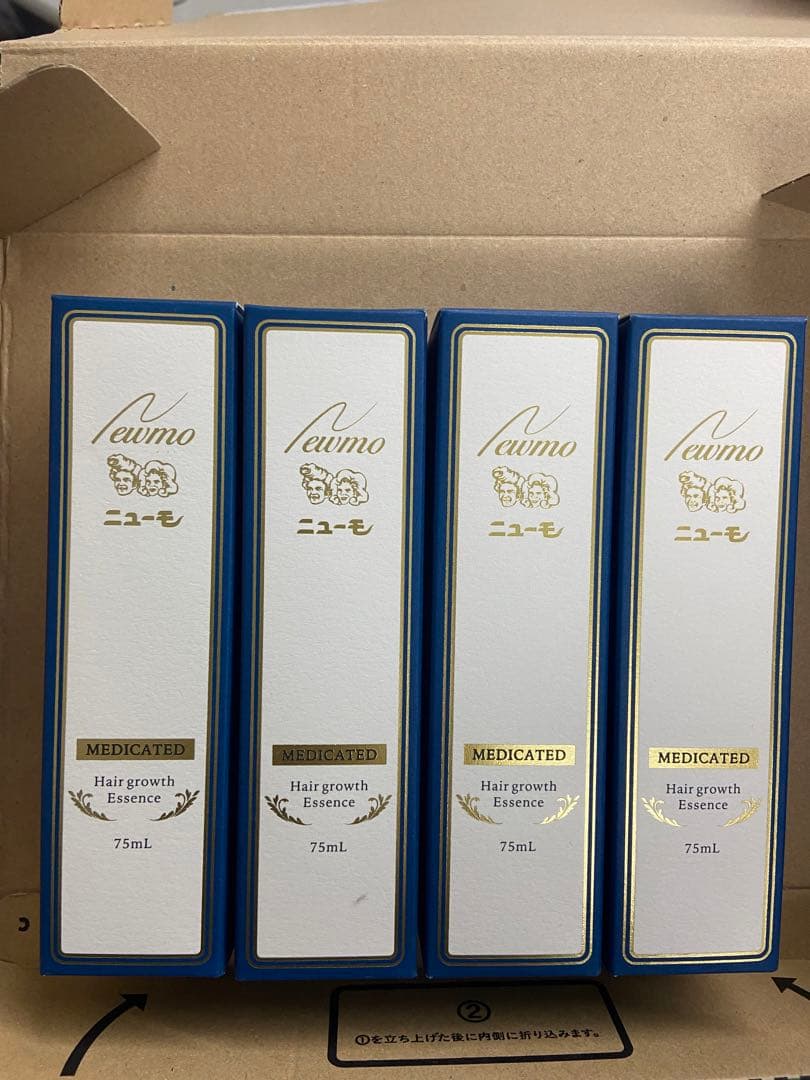 Newmo
ニューモ
MEDICATED
Hair growth
Essence
75mL
Newmo
ニューモ
MEDICATED
Hair growth
Essence
75mL
Newmo
ニューモ
MEDICATED
Hair growth
Essence
75mL
Newmo
ニューモ
MEDICATED
Hair growth
Essence
75mL
②
①を立ち上げた後に内側に折り込みます。